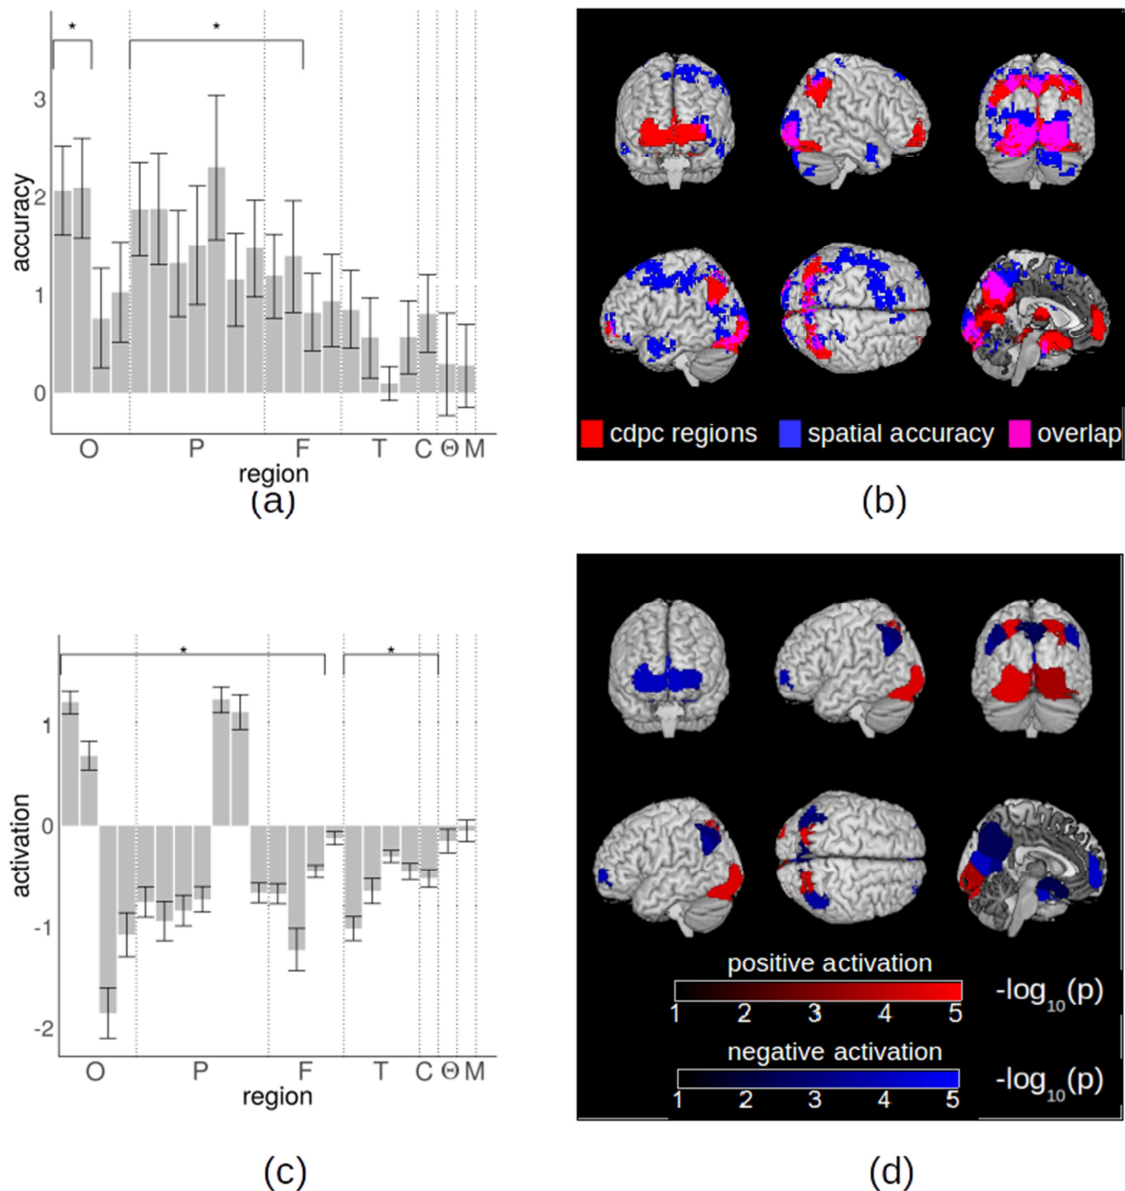 * *
3
2
1
0
accuracy
O P F T C Θ M
region
(a)
cdpc regions spatial accuracy overlap
(b)
* *
1
0
-1
-2
activation
O P F T C Θ M
region
(c)
positive activation
-log10(p)
1 2 3 4 5
negative activation
-log10(p)
1 2 3 4 5
(d)